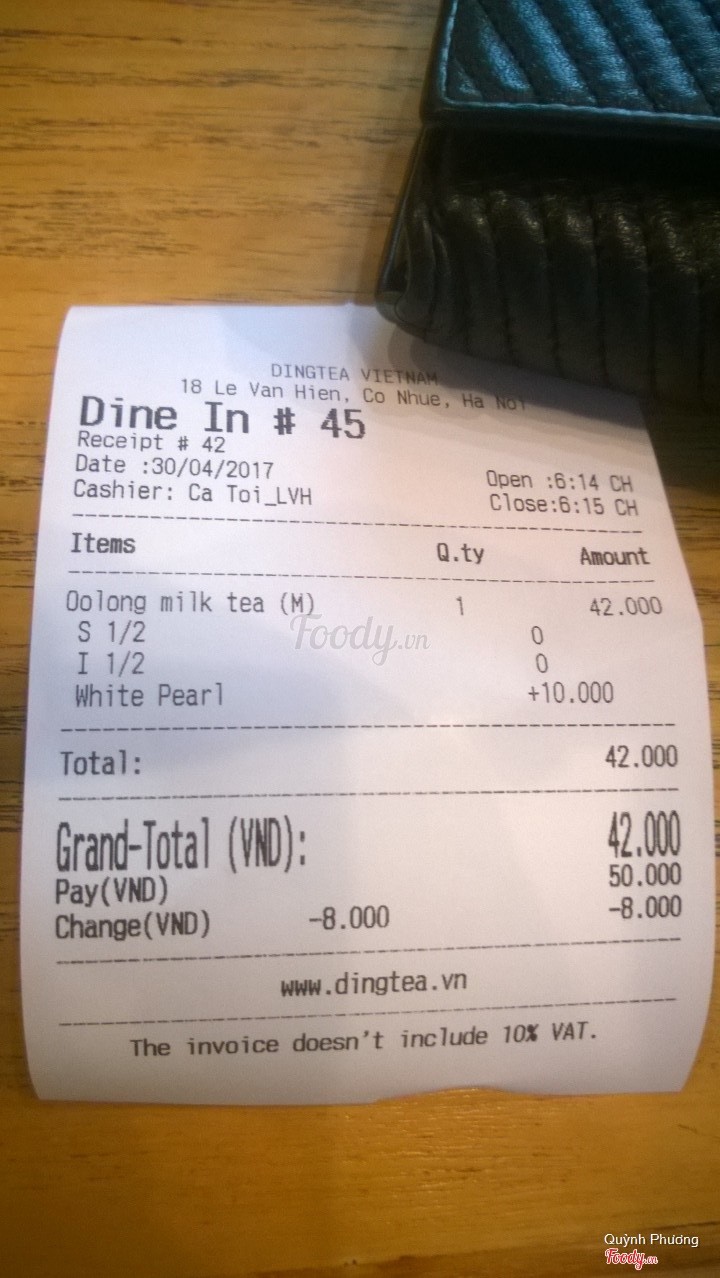 DINGTEA VIETNAM
18 Le Van Hien, Co Nhue, Ha Noi
Dine In # 45
Receipt # 42
Date :30/04/2017 Open :6:14 CH
Cashier: Ca Toi_LVH Close:6:15 CH
Items Q.ty Amount
Oolong milk tea (M) 1 42.000
S 1/2 0
I 1/2 0
White Pearl +10.000
Total: 42.000
Grand-Total (VND): 42.000
Pay(VND) 50.000
Change(VND) -8.000 -8.000
www.dingtea.vn
The invoice doesn't include 10% VAT.
Foody.vn
Quỳnh Phương
Foody.vn